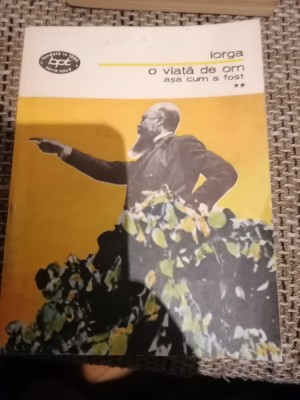 bpt
iorga
o viață de om
așa cum a fost
**